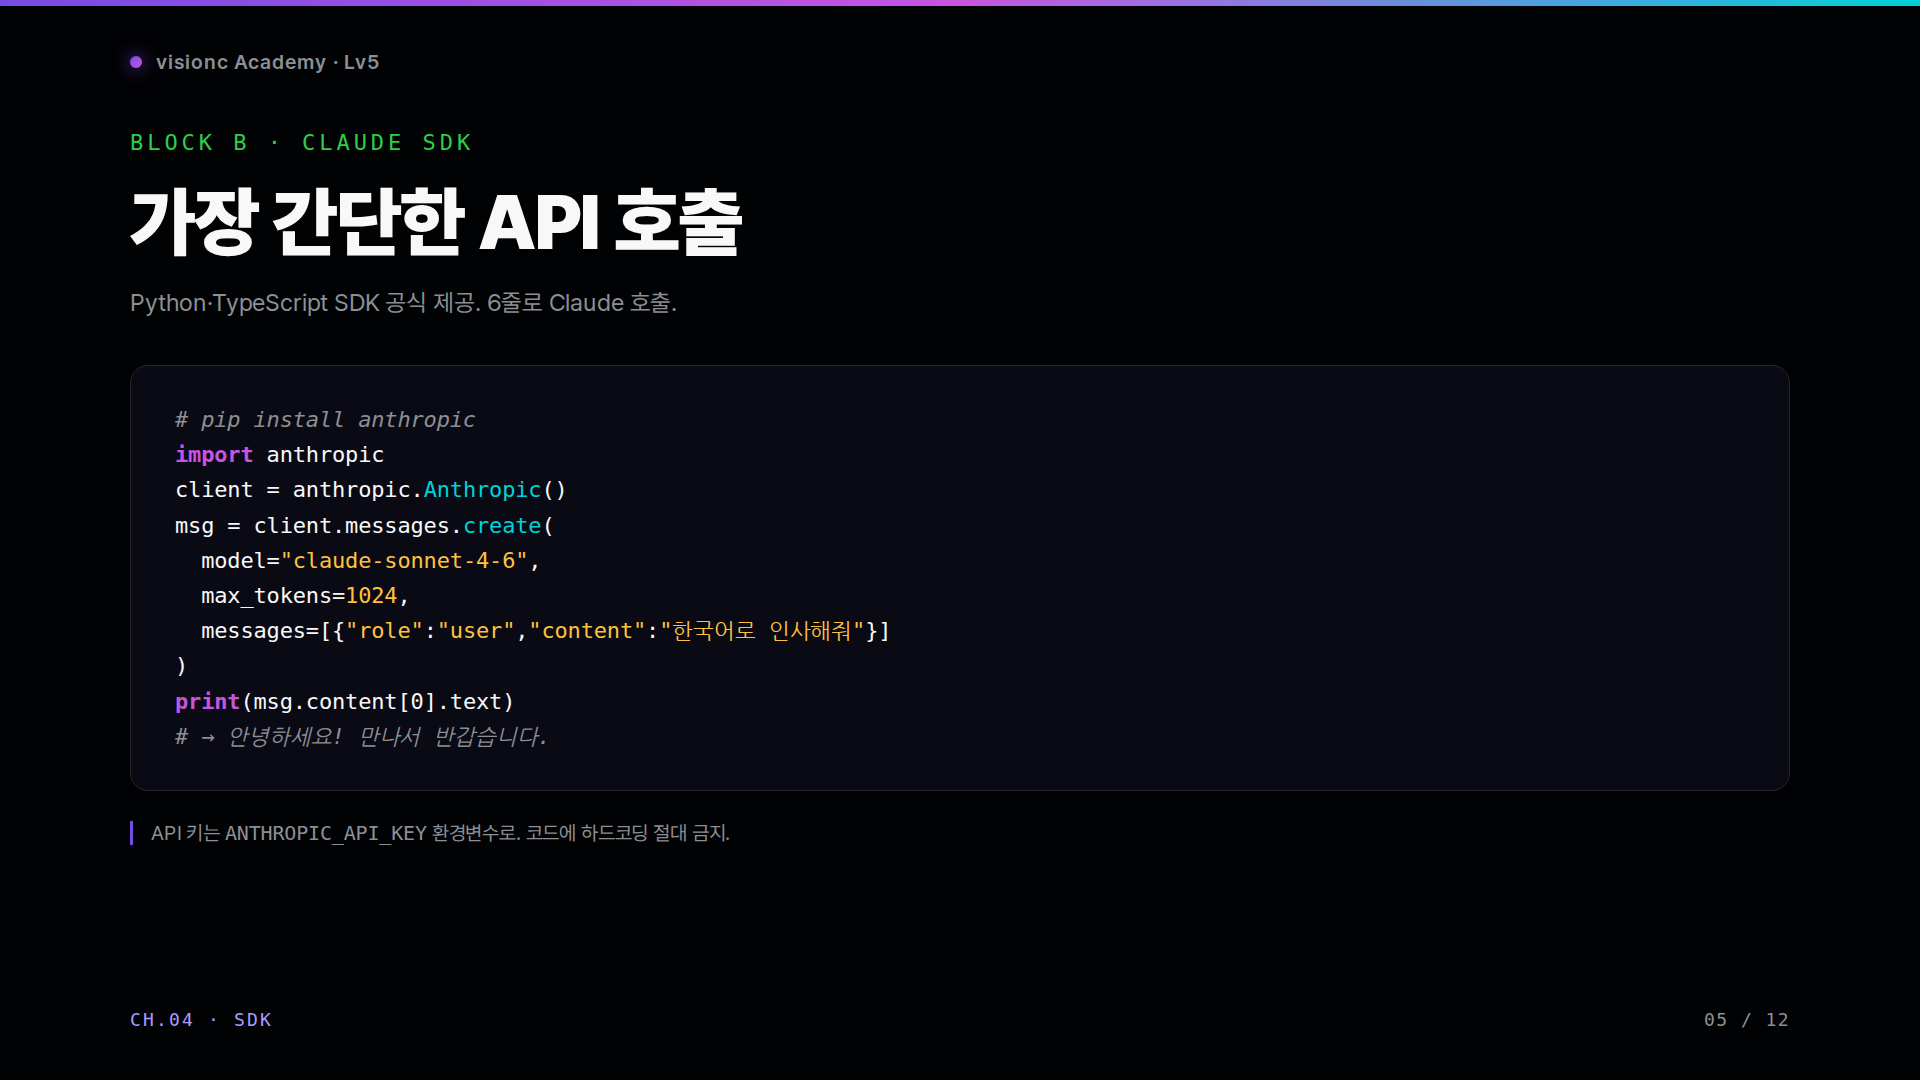 visionc Academy · Lv5
BLOCK B · CLAUDE SDK
가장 간단한 API 호출
Python·TypeScript SDK 공식 제공. 6줄로 Claude 호출.
# pip install anthropic
import anthropic
client = anthropic.Anthropic()
msg = client.messages.create(
  model="claude-sonnet-4-6",
  max_tokens=1024,
  messages=[{"role":"user","content":"한국어로 인사해줘"}]
)
print(msg.content[0].text)
# → 안녕하세요! 만나서 반갑습니다.
API 키는 ANTHROPIC_API_KEY 환경변수로. 코드에 하드코딩 절대 금지.
CH.04 · SDK
05 / 12